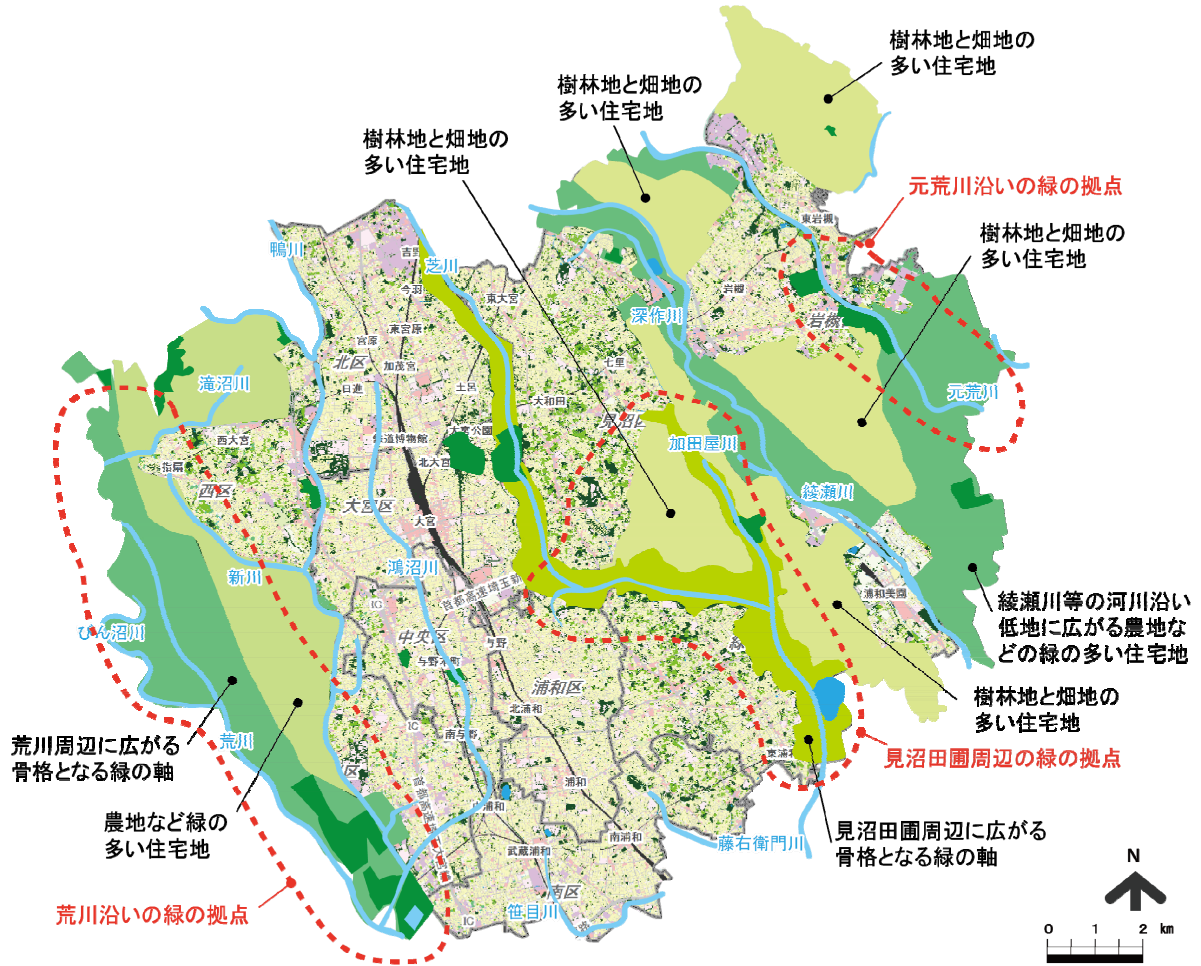 樹林地と畑地の
多い住宅地
樹林地と畑地の
多い住宅地
樹林地と畑地の
多い住宅地
元荒川沿いの緑の拠点
樹林地と畑地の
多い住宅地
東岩槻
岩槻
岩槻
元荒川
鴨川
吉野
芝川
今羽
東大宮
深作川
東宮原
宮原
北区
加茂宮
日進
土呂
七里
大和田
見沼区
滝沼川
西大宮
鉄道博物館
大宮公園
加田屋川
指扇
北大宮
西区
大宮区
大宮
綾瀬川
新川
鴻沼川
首都高速埼玉新
浦和美園
綾瀬川等の河川沿い
低地に広がる農地な
どの緑の多い住宅地
びん沼川
中央区
与野
与野本町
浦和区
樹林地と畑地の
多い住宅地
北浦和
荒川
南与野
荒川周辺に広がる
骨格となる緑の軸
東浦和
見沼田圃周辺の緑の拠点
浦和
農地など緑の
多い住宅地
南浦和
武蔵浦和
藤右衛門川
見沼田圃周辺に広がる
骨格となる緑の軸
南区
笹目川
荒川沿いの緑の拠点
IC
IC
IC
N
0 1 2 km